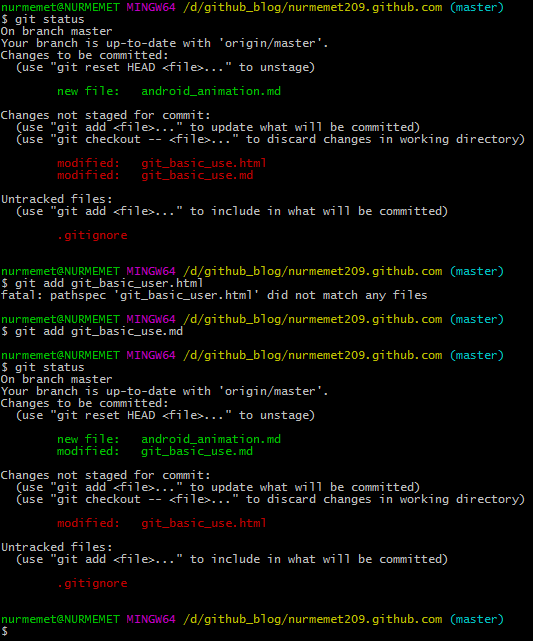 nurmemet@NURMEMET MINGW64 /d/github_blog/nurmemet209.github.com (master)
$ git status
On branch master
Your branch is up-to-date with 'origin/master'.
Changes to be committed:
  (use "git reset HEAD <file>..." to unstage)

        new file:   android_animation.md

Changes not staged for commit:
  (use "git add <file>..." to update what will be committed)
  (use "git checkout -- <file>..." to discard changes in working directory)

        modified:   git_basic_use.html
        modified:   git_basic_use.md

Untracked files:
  (use "git add <file>..." to include in what will be committed)

        .gitignore

nurmemet@NURMEMET MINGW64 /d/github_blog/nurmemet209.github.com (master)
$ git add git_basic_user.html
fatal: pathspec 'git_basic_user.html' did not match any files

nurmemet@NURMEMET MINGW64 /d/github_blog/nurmemet209.github.com (master)
$ git add git_basic_use.md

nurmemet@NURMEMET MINGW64 /d/github_blog/nurmemet209.github.com (master)
$ git status
On branch master
Your branch is up-to-date with 'origin/master'.
Changes to be committed:
  (use "git reset HEAD <file>..." to unstage)

        new file:   android_animation.md
        modified:   git_basic_use.md

Changes not staged for commit:
  (use "git add <file>..." to update what will be committed)
  (use "git checkout -- <file>..." to discard changes in working directory)

        modified:   git_basic_use.html

Untracked files:
  (use "git add <file>..." to include in what will be committed)

        .gitignore

nurmemet@NURMEMET MINGW64 /d/github_blog/nurmemet209.github.com (master)
$